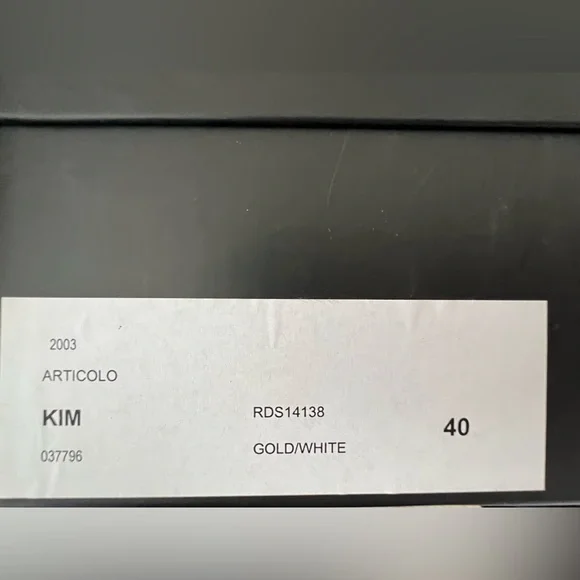 2003
ARTICOLO
KIM
037796
RDS14138
GOLD/WHITE
40